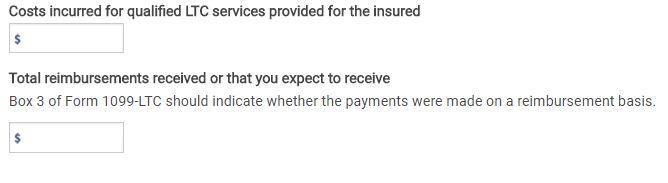 Costs incurred for qualified LTC services provided for the insured
$
Total reimbursements received or that you expect to receive
Box 3 of Form 1099-LTC should indicate whether the payments were made on a reimbursement basis.
$